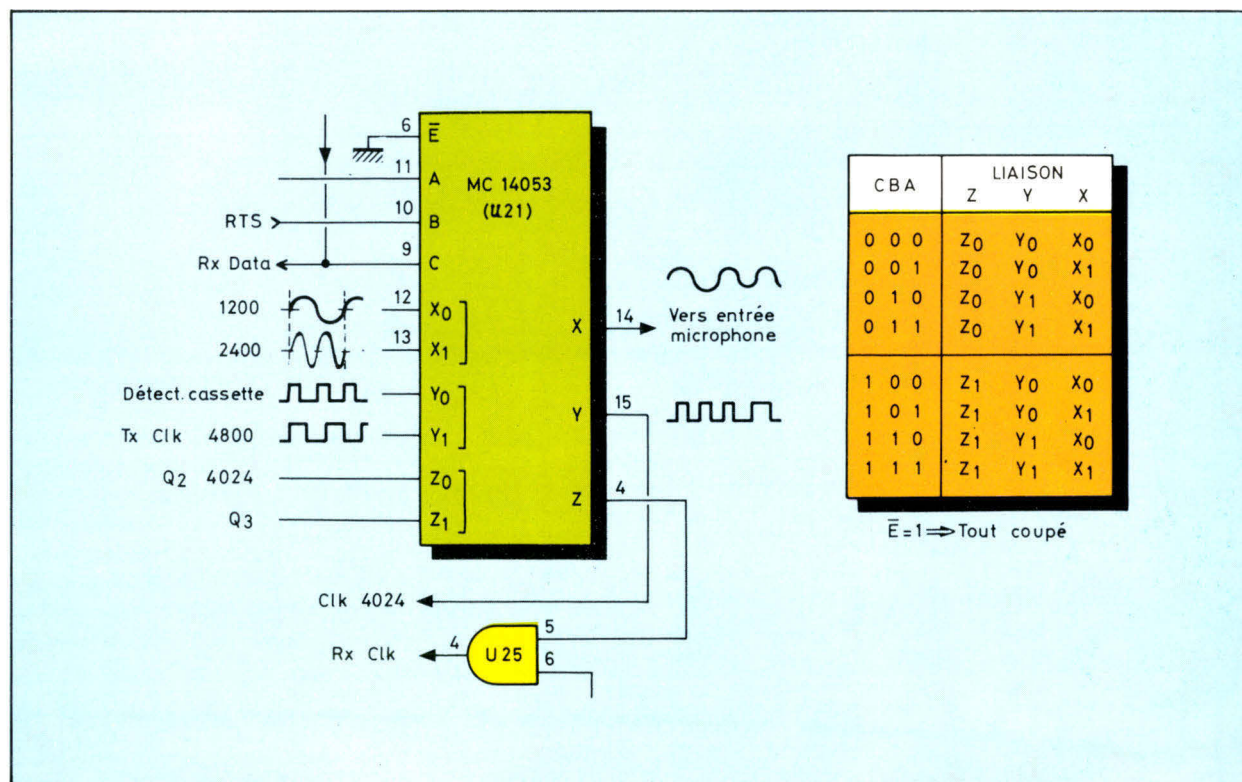 6 E̅
11 A
10 B
RTS
9 C
Rx Data
MC 14053
(U21)
12 X0
1200
13 X1
2400
Détect. cassette Y0
Tx Clk 4800 Y1
Q2 4024 Z0
Q3 Z1
X 14
Vers entrée
microphone
Y 15
Z 4
Clk 4024
Rx Clk 4 U25 5
6
C B A LIAISON
Z Y X
0 0 0 Z0 Y0 X0
0 0 1 Z0 Y0 X1
0 1 0 Z0 Y1 X0
0 1 1 Z0 Y1 X1
1 0 0 Z1 Y0 X0
1 0 1 Z1 Y0 X1
1 1 0 Z1 Y1 X0
1 1 1 Z1 Y1 X1
E̅=1⇒Tout coupé